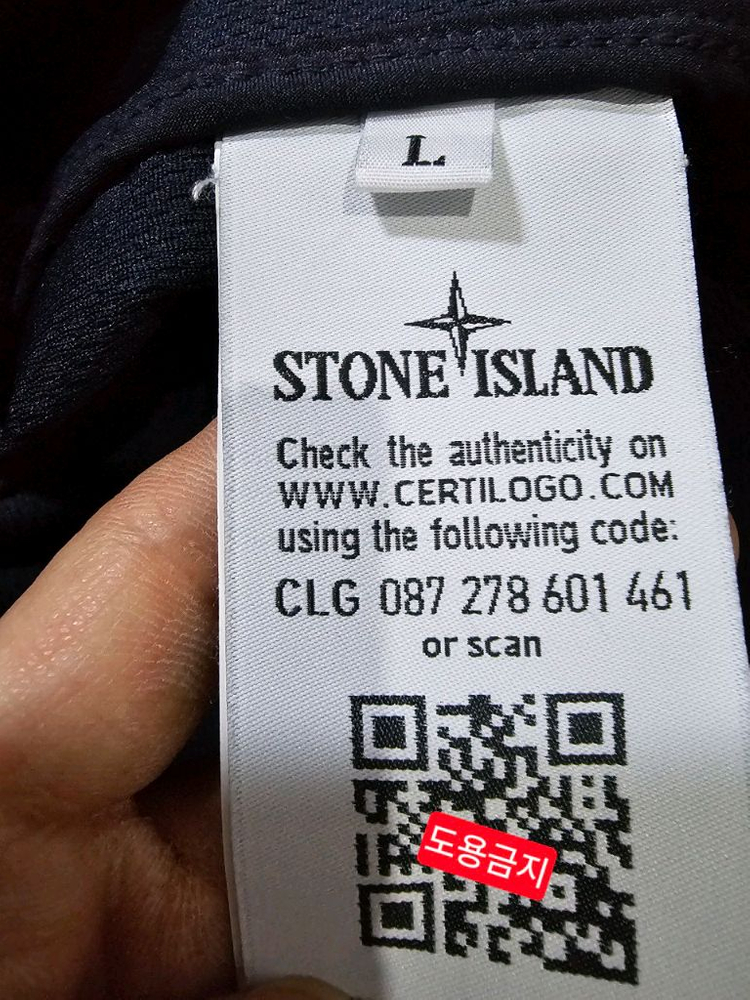 L
STONE ISLAND
Check the authenticity on
WWW.CERTILOGO.COM
using the following code:
CLG 087 278 601 461
or scan
도용금지